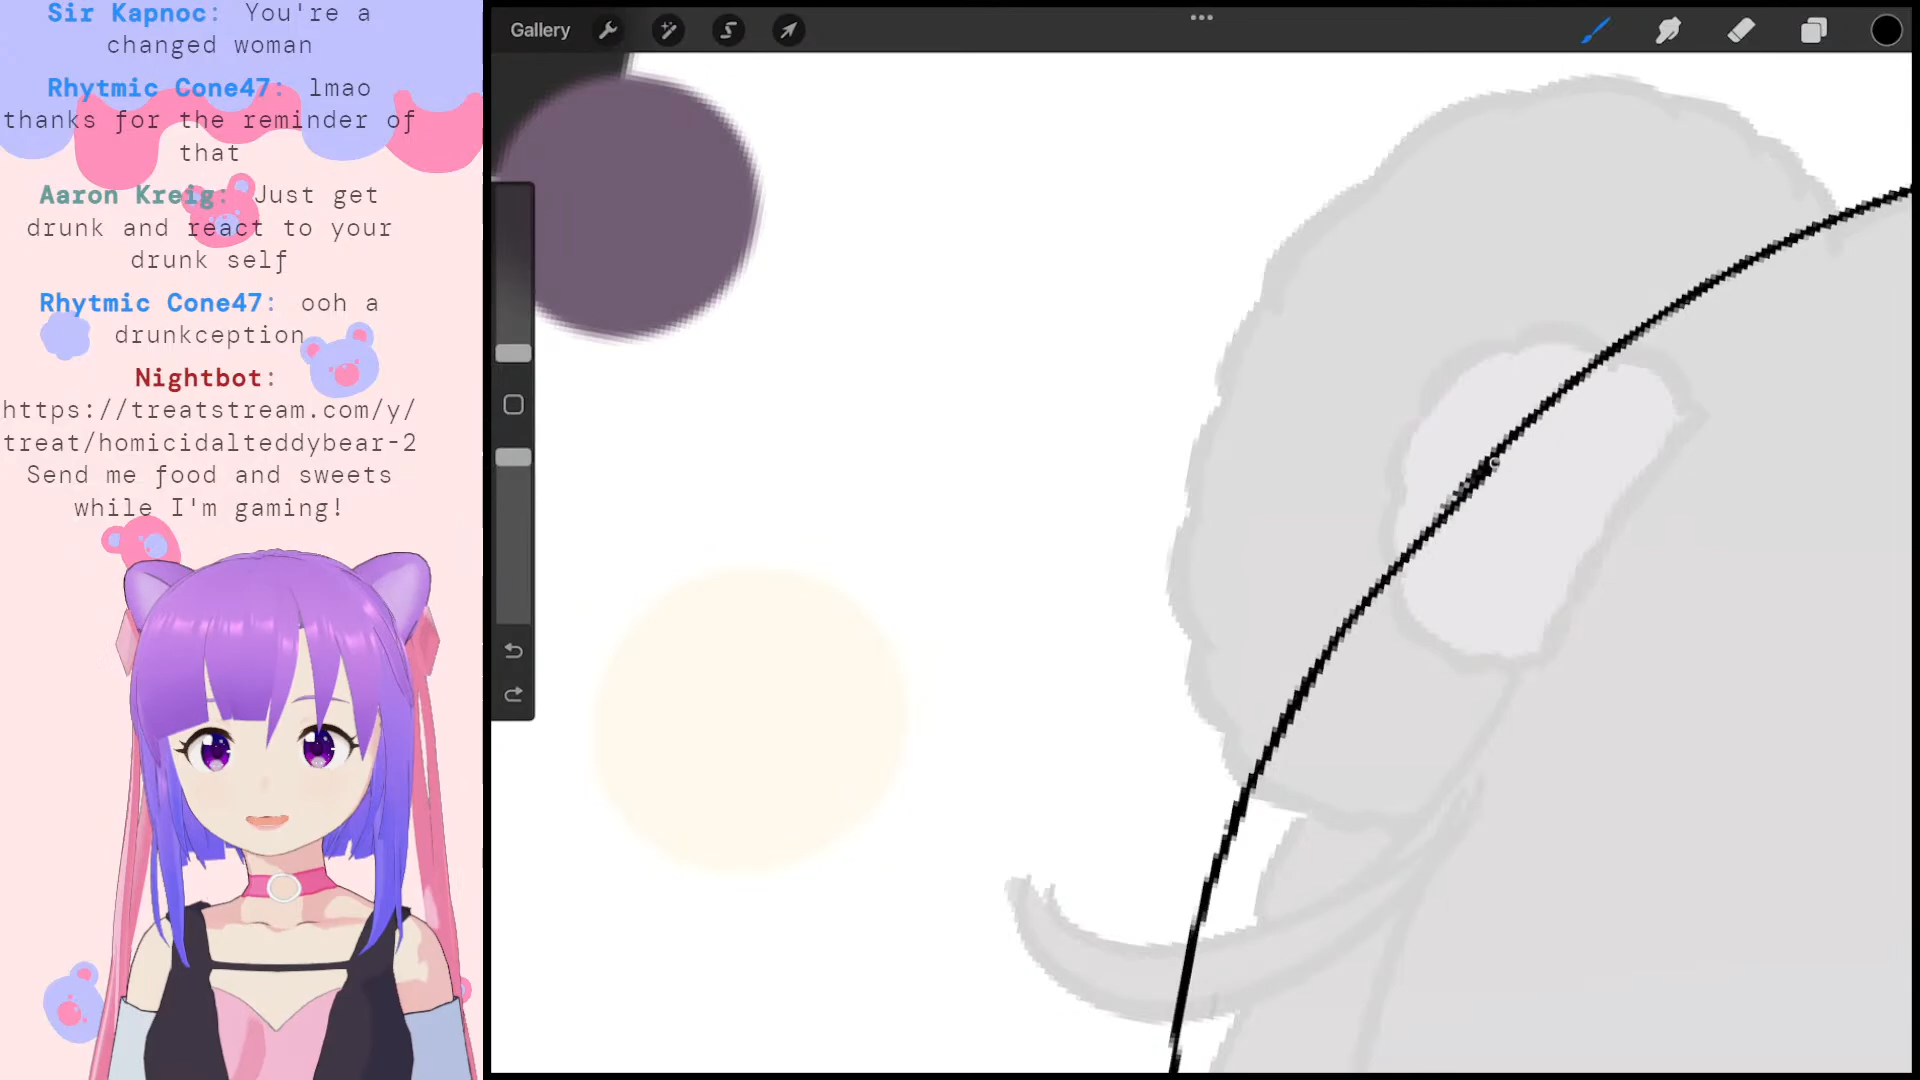 Sir Kapnoc: You're a
changed woman
Rhytmic Cone47: lmao
thanks for the reminder of
that
Aaron Kreig: Just get
drunk and react to your
drunk self
Rhytmic Cone47: ooh a
drunkception
Nightbot:
https://treatstream.com/y/
treat/homicidalteddybear-2
Send me food and sweets
while I'm gaming!
Gallery